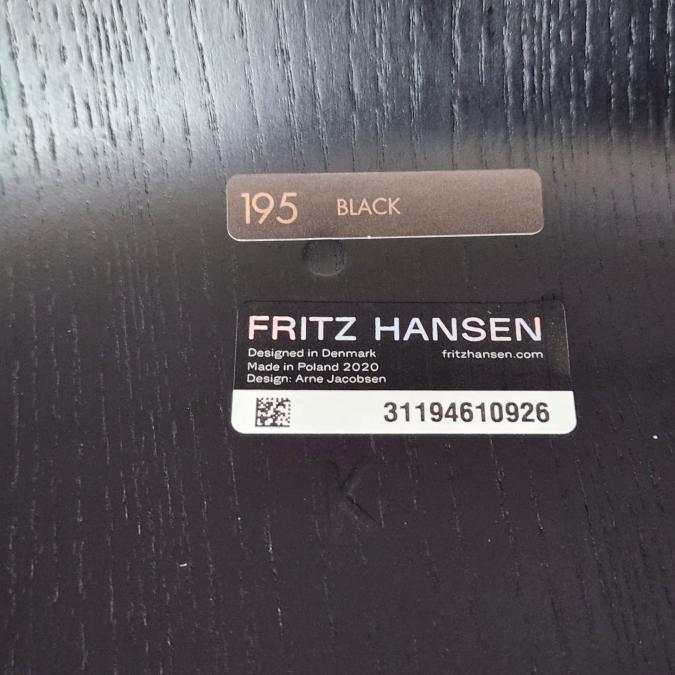 195 BLACK
FRITZ HANSEN
Designed in Denmark fritzhansen.com
Made in Poland 2020
Design: Arne Jacobsen
31194610926
K